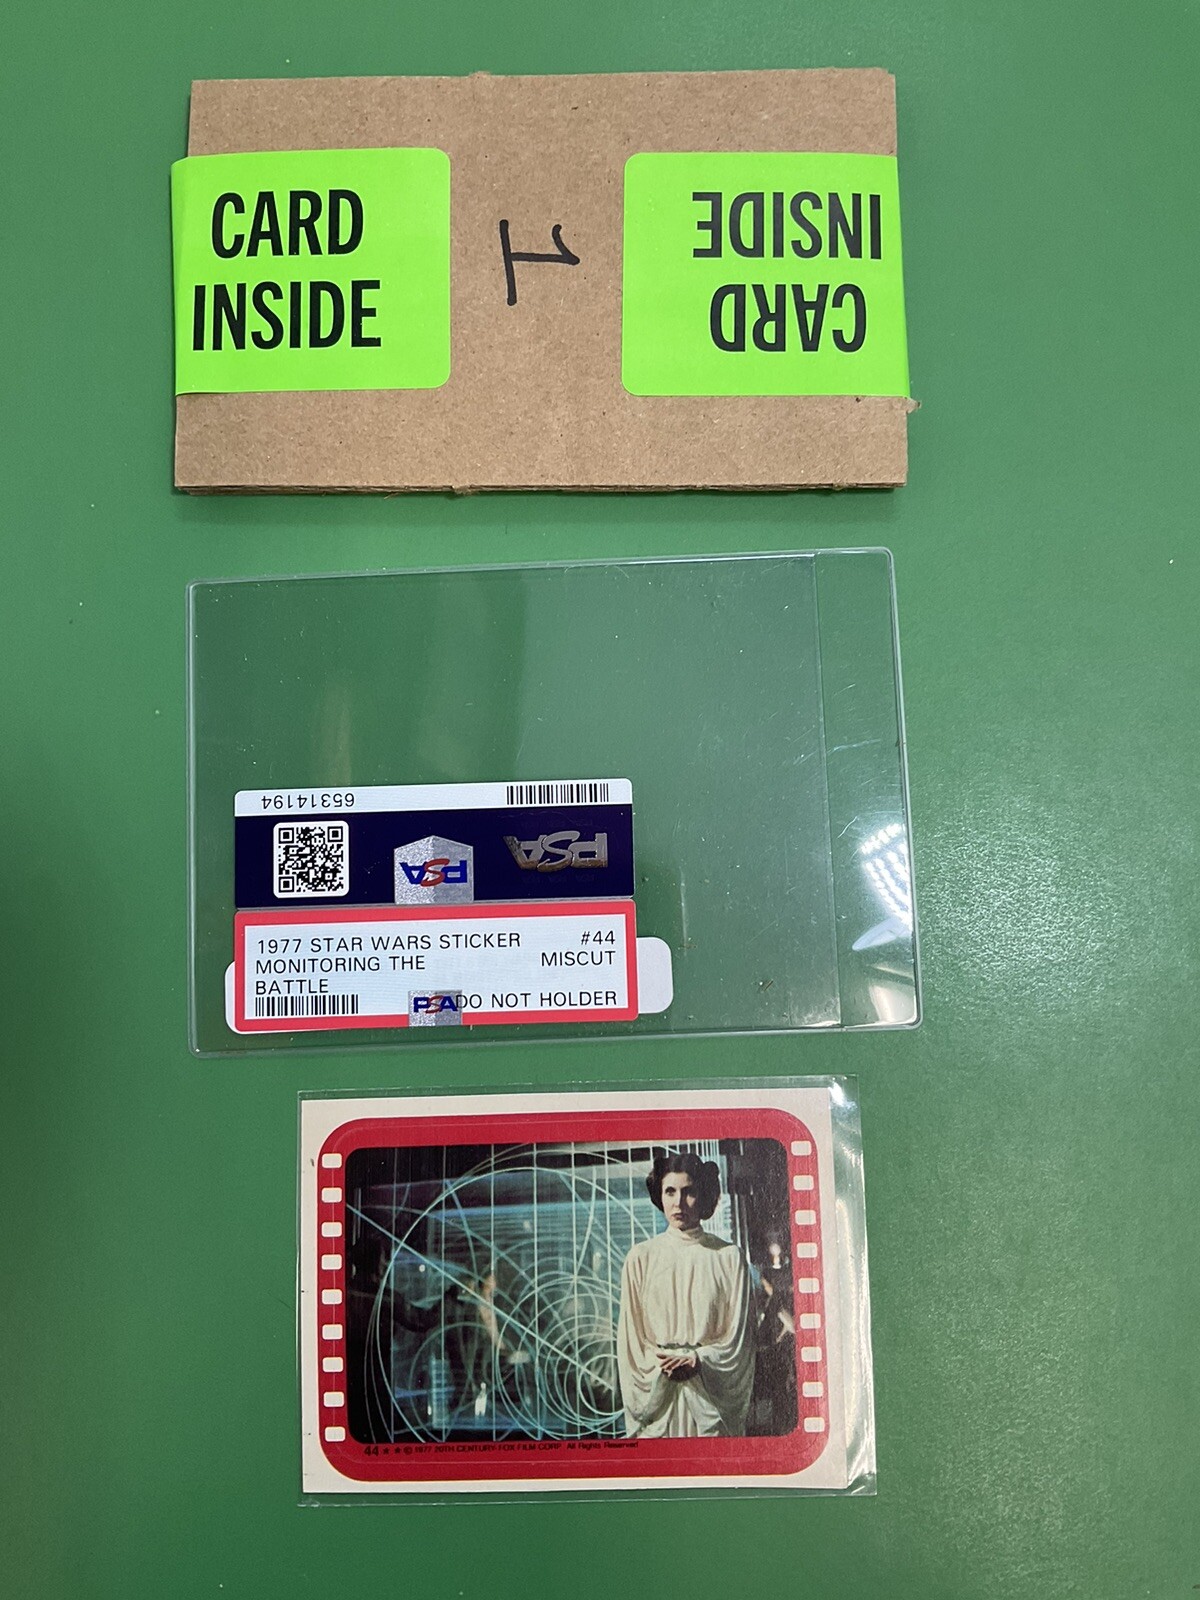 CARD
INSIDE
1
CARD
INSIDE
65314194
PSA
PSA
1977 STAR WARS STICKER #44
MONITORING THE MISCUT
BATTLE
PSA DO NOT HOLDER
44 ★ ★ © 1977 20TH CENTURY-FOX FILM CORP. All Rights Reserved